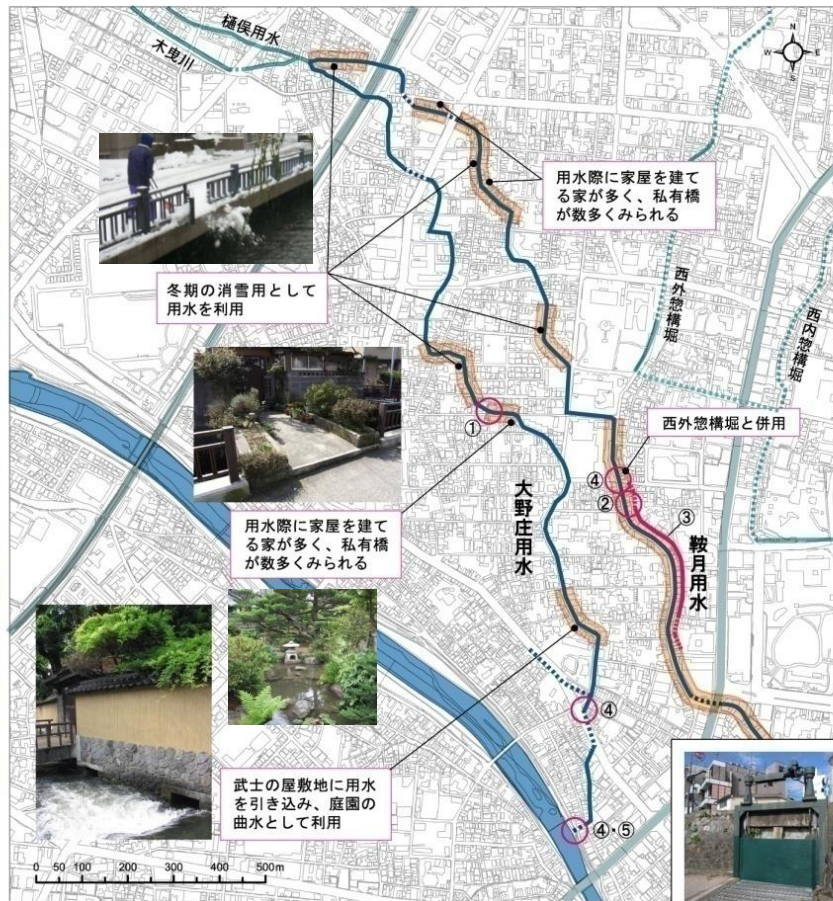 樋俣用水
木曳川
N
W E
S
用水際に家屋を建て
る家が多く、私有橋
が数多くみられる
冬期の消雪用として
用水を利用
西外惣構堀
西内惣構堀
①
西外惣構堀と併用
④
②
③
大野庄用水
鞍月用水
用水際に家屋を建て
る家が多く、私有橋
が数多くみられる
④
武士の屋敷地に用水
を引き込み、庭園の
曲水として利用
④・⑤
0 50 100 200 300 400 500m